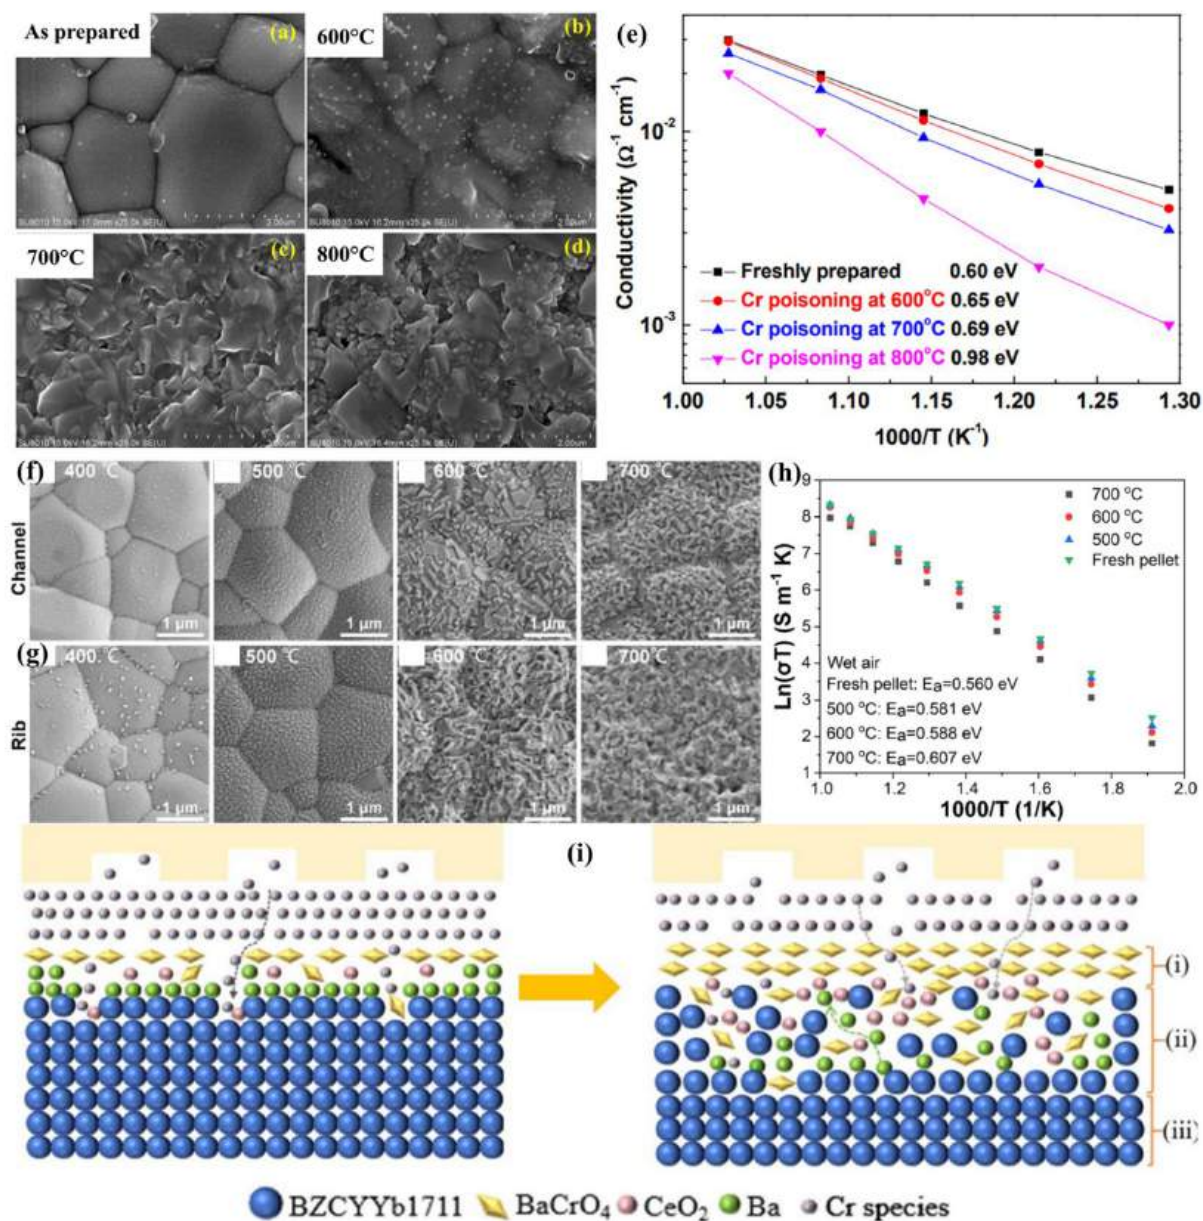 As prepared
(a)
600°C
(b)
700°C
(c)
800°C
(d)
(e)
Conductivity (Ω⁻¹ cm⁻¹)
10⁻²
10⁻³
Freshly prepared 0.60 eV
Cr poisoning at 600°C 0.65 eV
Cr poisoning at 700°C 0.69 eV
Cr poisoning at 800°C 0.98 eV
1.00 1.05 1.10 1.15 1.20 1.25 1.30
1000/T (K⁻¹)
(f)
Channel
400 °C
500 °C
600 °C
700 °C
1 µm
1 µm
1 µm
1 µm
(g)
Rib
400. °C
500 °C
600 °C
700 °C
1 µm
1 µm
1 µm
1 µm
(h)
Ln(σT) (S m⁻¹ K)
9
8
7
6
5
4
3
2
1
700 °C
600 °C
500 °C
Fresh pellet
Wet air
Fresh pellet: Eₐ=0.560 eV
500 °C: Eₐ=0.581 eV
600 °C: Eₐ=0.588 eV
700 °C: Eₐ=0.607 eV
1.0 1.2 1.4 1.6 1.8 2.0
1000/T (1/K)
(i)
(i)
(ii)
(iii)
BZCYYb1711 BaCrO₄ CeO₂ Ba Cr species